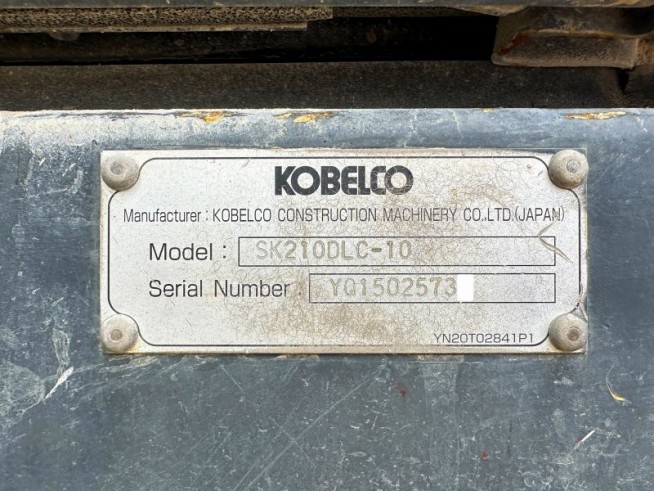 KOBELCO
Manufacturer : KOBELCO CONSTRUCTION MACHINERY CO.,LTD.(JAPAN)
Model : SK210DLC-10
Serial Number : YQ1502573
YN20T02841P1